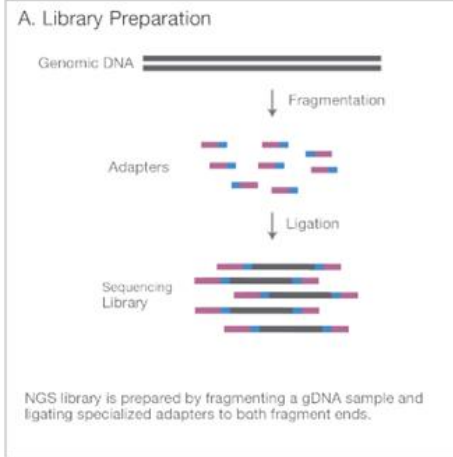 A. Library Preparation
Genomic DNA
Fragmentation
Adapters
Ligation
Sequencing
Library
NGS library is prepared by fragmenting a gDNA sample and
ligating specialized adapters to both fragment ends.